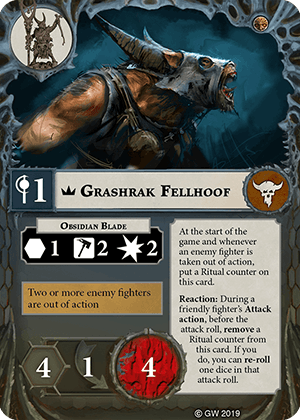 1
GRASHRAK FELLHOOF
OBSIDIAN BLADE
1 2 2
Two or more enemy fighters
are out of action
At the start of the
game and whenever
an enemy fighter is
taken out of action,
put a Ritual counter on
this card.
Reaction: During a
friendly fighter's Attack
action, before the
attack roll, remove a
Ritual counter from
this card. If you
do, you can re-roll
one dice in that
attack roll.
4 1 4
© GW 2019